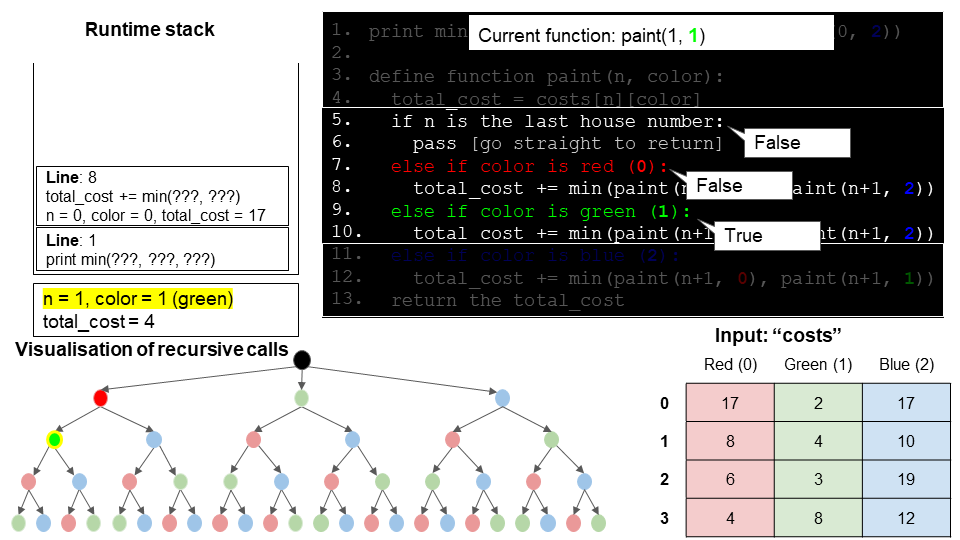 Runtime stack
Line: 8
total_cost += min(???, ???)
n = 0, color = 0, total_cost = 17
Line: 1
print min(???, ???, ???)
n = 1, color = 1 (green)
total_cost = 4
Current function: paint(1, 1)
1. print min 0, 2))
2.
3. define function paint(n, color):
4. total_cost = costs[n][color]
5. if n is the last house number:
6. pass [go straight to return]
7. else if color is red (0):
8. total_cost += min(paint(n aint(n+1, 2))
9. else if color is green (1):
10. total_cost += min(paint(n+1 nt(n+1, 2))
11. else if color is blue (2):
12. total_cost += min(paint(n+1, 0), paint(n+1, 1))
13. return the total_cost
False
False
True
Visualisation of recursive calls
Input: “costs”
Red (0) Green (1) Blue (2)
0 17 2 17
1 8 4 10
2 6 3 19
3 4 8 12